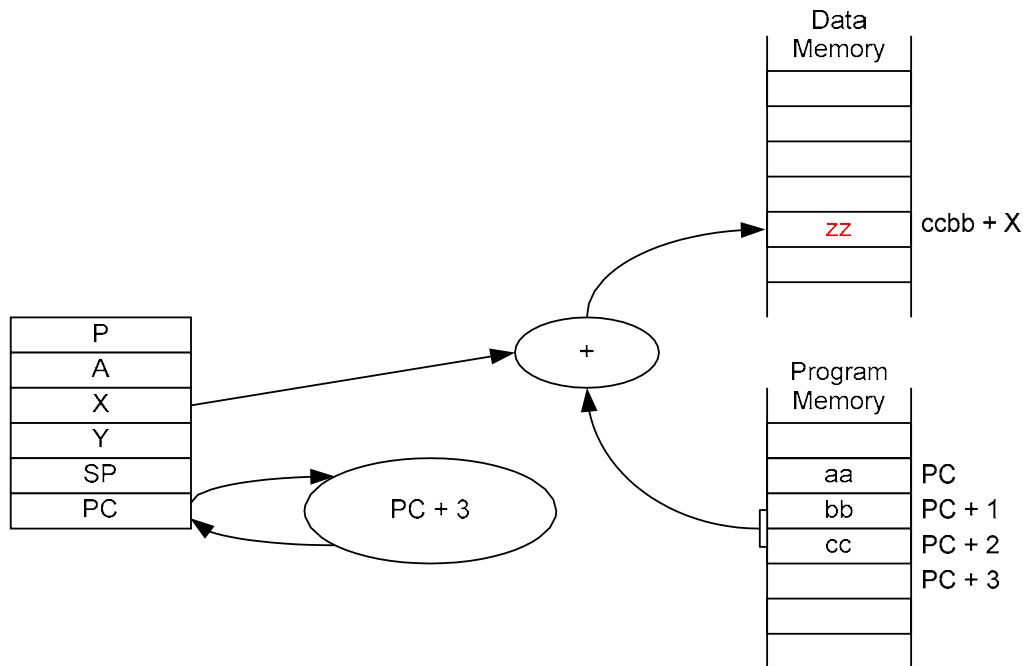 Data
Memory
zz
ccbb + X
P
A
X
Y
SP
PC
PC + 3
+
Program
Memory
aa
PC
bb
PC + 1
cc
PC + 2
PC + 3